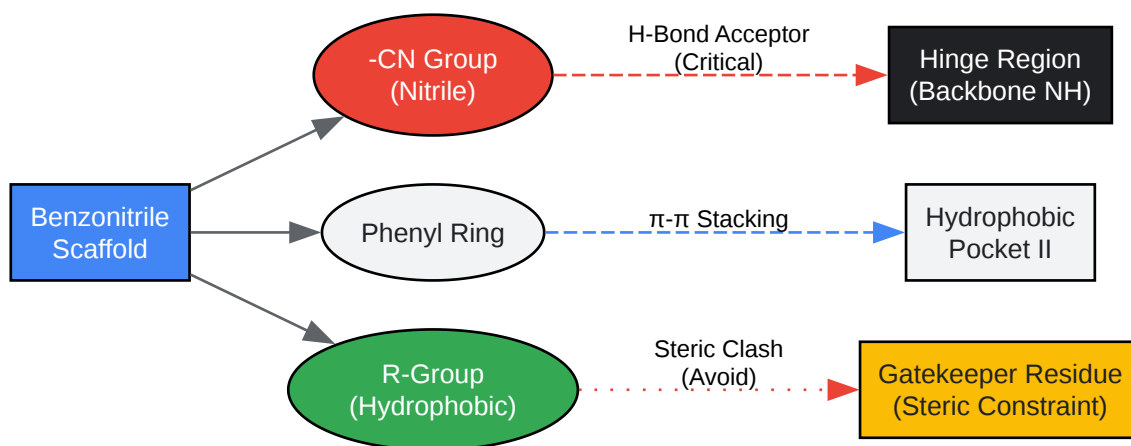 -CN Group
(Nitrile)
H-Bond Acceptor
(Critical)
Hinge Region
(Backbone NH)
Benzonitrile
Scaffold
Phenyl Ring
π-π Stacking
Hydrophobic
Pocket II
R-Group
(Hydrophobic)
Steric Clash
(Avoid)
Gatekeeper Residue
(Steric Constraint)